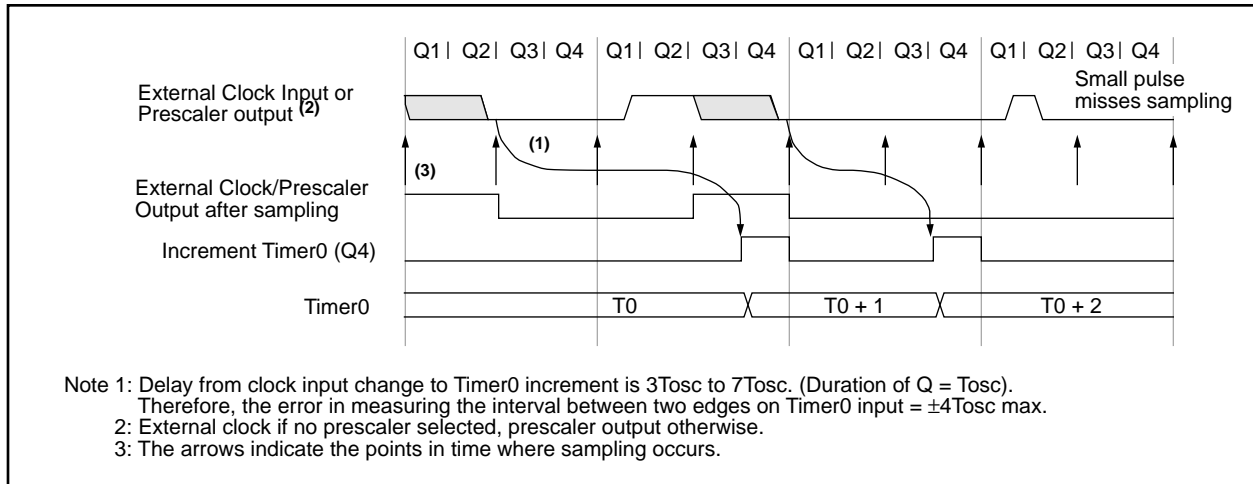 Q1 | Q2 | Q3 | Q4 Q1 | Q2 | Q3 | Q4 Q1 | Q2 | Q3 | Q4 Q1 | Q2 | Q3 | Q4
External Clock Input or
Prescaler output (2)
Small pulse
misses sampling
(1)
(3)
External Clock/Prescaler
Output after sampling
Increment Timer0 (Q4)
Timer0 T0 T0 + 1 T0 + 2
Note 1: Delay from clock input change to Timer0 increment is 3Tosc to 7Tosc. (Duration of Q = Tosc).
Therefore, the error in measuring the interval between two edges on Timer0 input = ±4Tosc max.
2: External clock if no prescaler selected, prescaler output otherwise.
3: The arrows indicate the points in time where sampling occurs.